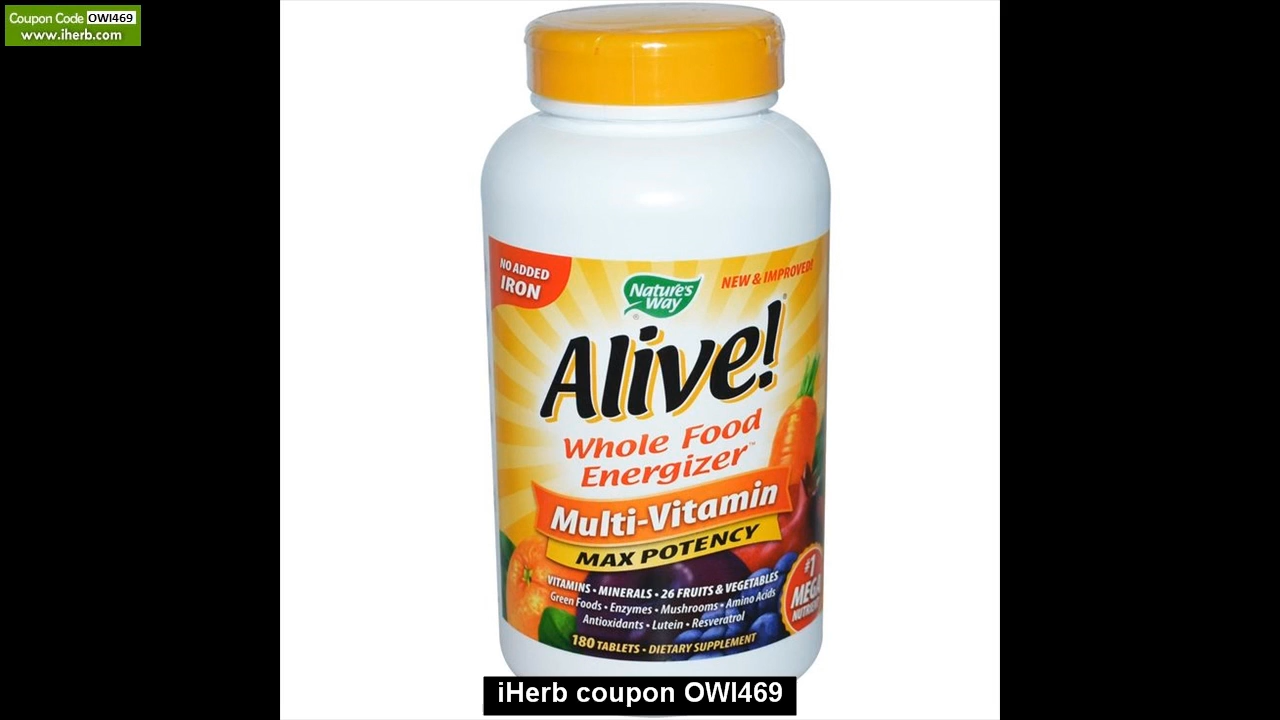 Coupon Code OWI469
www.iherb.com
NO ADDED
IRON
Nature's
Way
®
NEW & IMPROVED!
Alive!®
Whole Food
Energizer™
Multi-Vitamin
MAX POTENCY
VITAMINS • MINERALS • 26 FRUITS & VEGETABLES
Green Foods • Enzymes • Mushrooms • Amino Acids
Antioxidants • Lutein • Resveratrol
#1
MEGA
180 TABLETS • DIETARY SUPPLEMENT
iHerb coupon OWI469